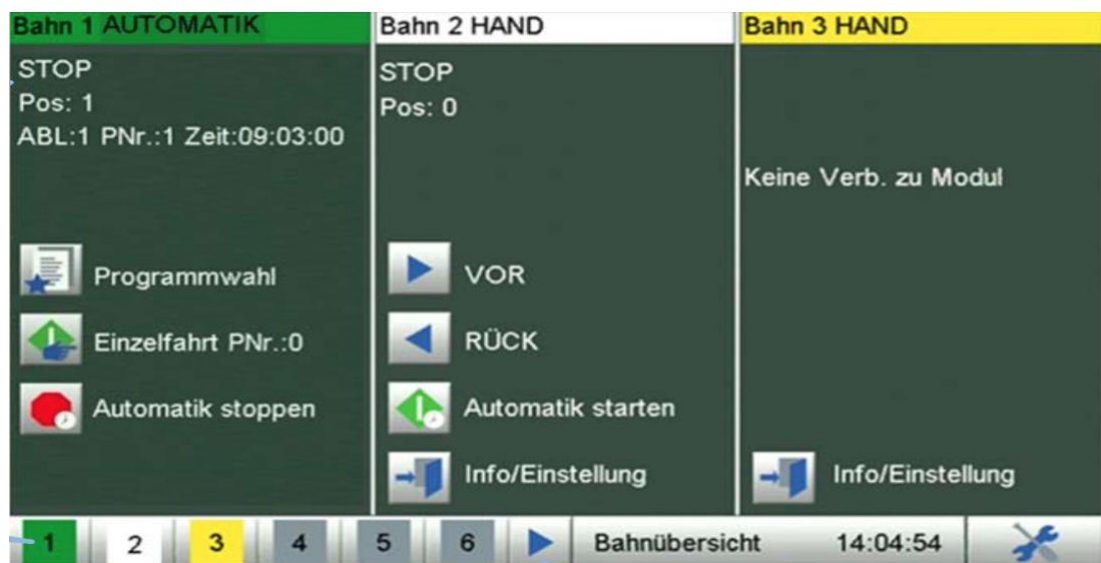 Bahn 1 AUTOMATIK
STOP
Pos: 1
ABL:1 PNr.:1 Zeit:09:03:00
Programmwahl
Einzelfahrt PNr.:0
Automatik stoppen
Bahn 2 HAND
STOP
Pos: 0
VOR
RÜCK
Automatik starten
Info/Einstellung
Bahn 3 HAND
Keine Verb. zu Modul
Info/Einstellung
1 2 3 4 5 6 Bahnübersicht 14:04:54